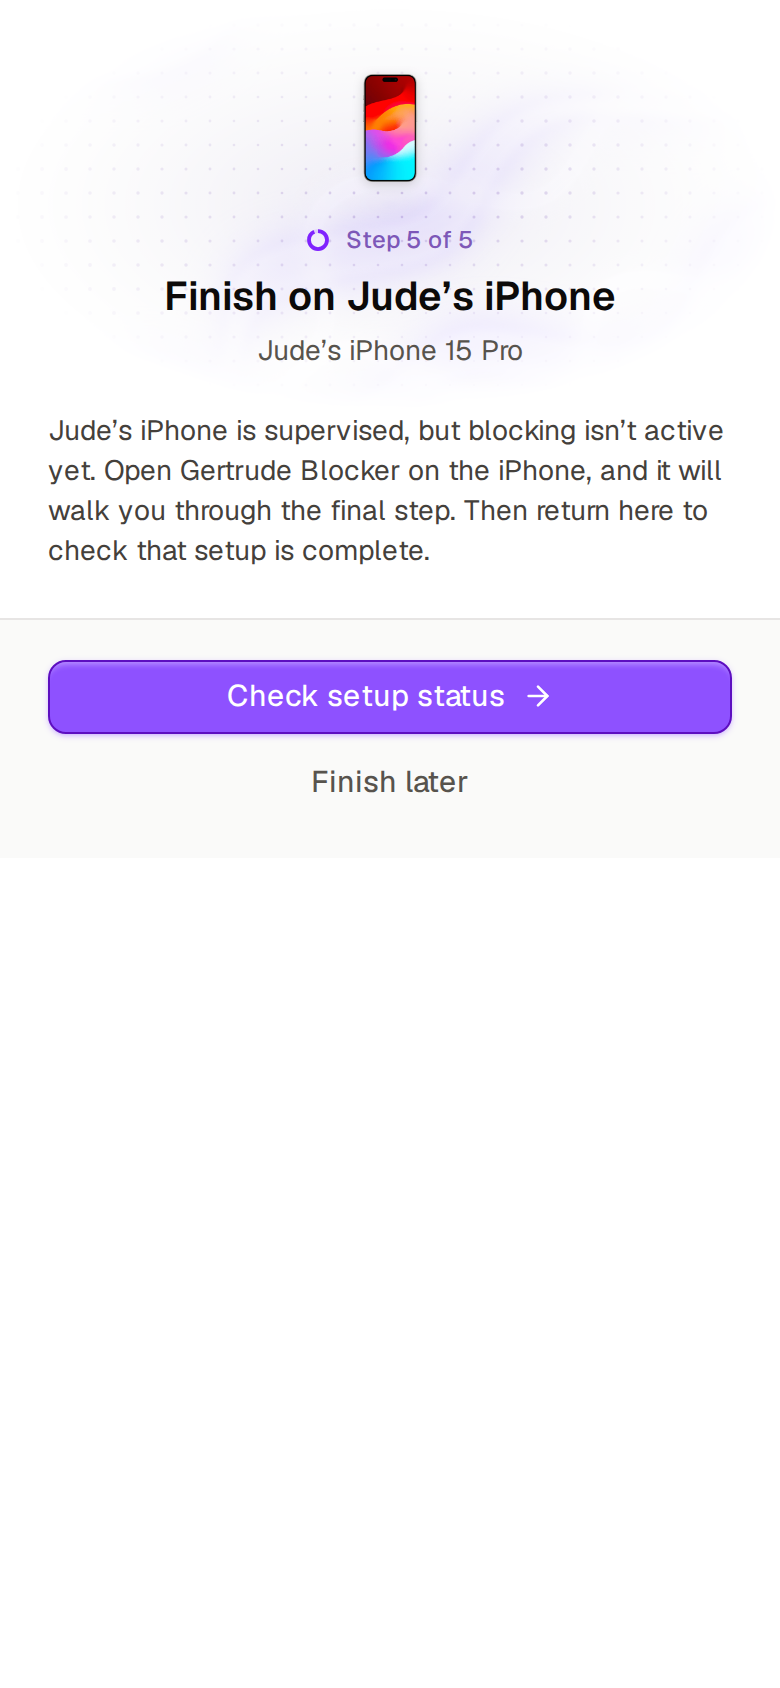 Step 5 of 5
Finish on Jude’s iPhone
Jude’s iPhone 15 Pro
Jude’s iPhone is supervised, but blocking isn’t active
yet. Open Gertrude Blocker on the iPhone, and it will
walk you through the final step. Then return here to
check that setup is complete.
Check setup status
Finish later